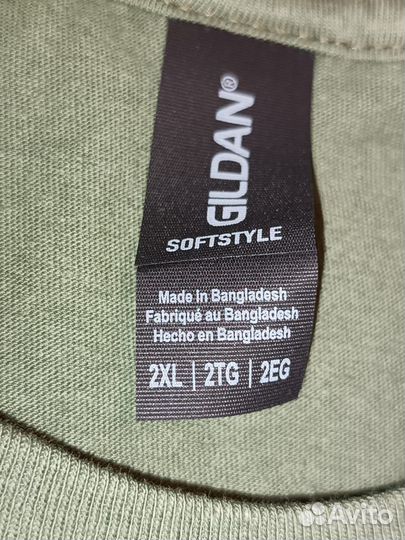 GILDAN®
SOFTSTYLE
Made in Bangladesh
Fabriqué au Bangladesh
Hecho en Bangladesh
2XL | 2TG | 2EG
Avito